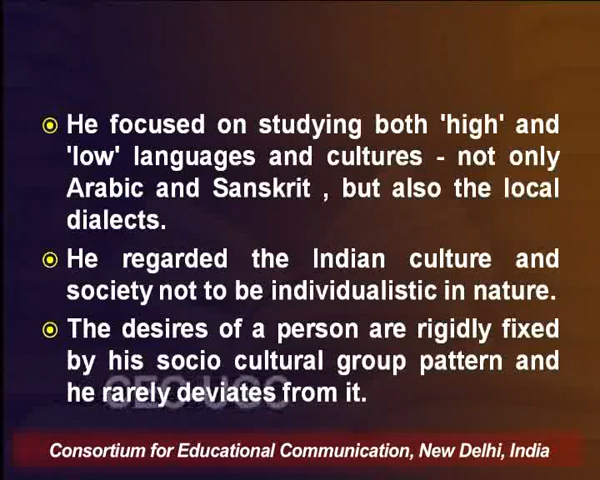 He focused on studying both 'high' and
'low' languages and cultures - not only
Arabic and Sanskrit , but also the local
dialects.
He regarded the Indian culture and
society not to be individualistic in nature.
The desires of a person are rigidly fixed
by his socio cultural group pattern and
he rarely deviates from it.
CEC UGC
Consortium for Educational Communication, New Delhi, India